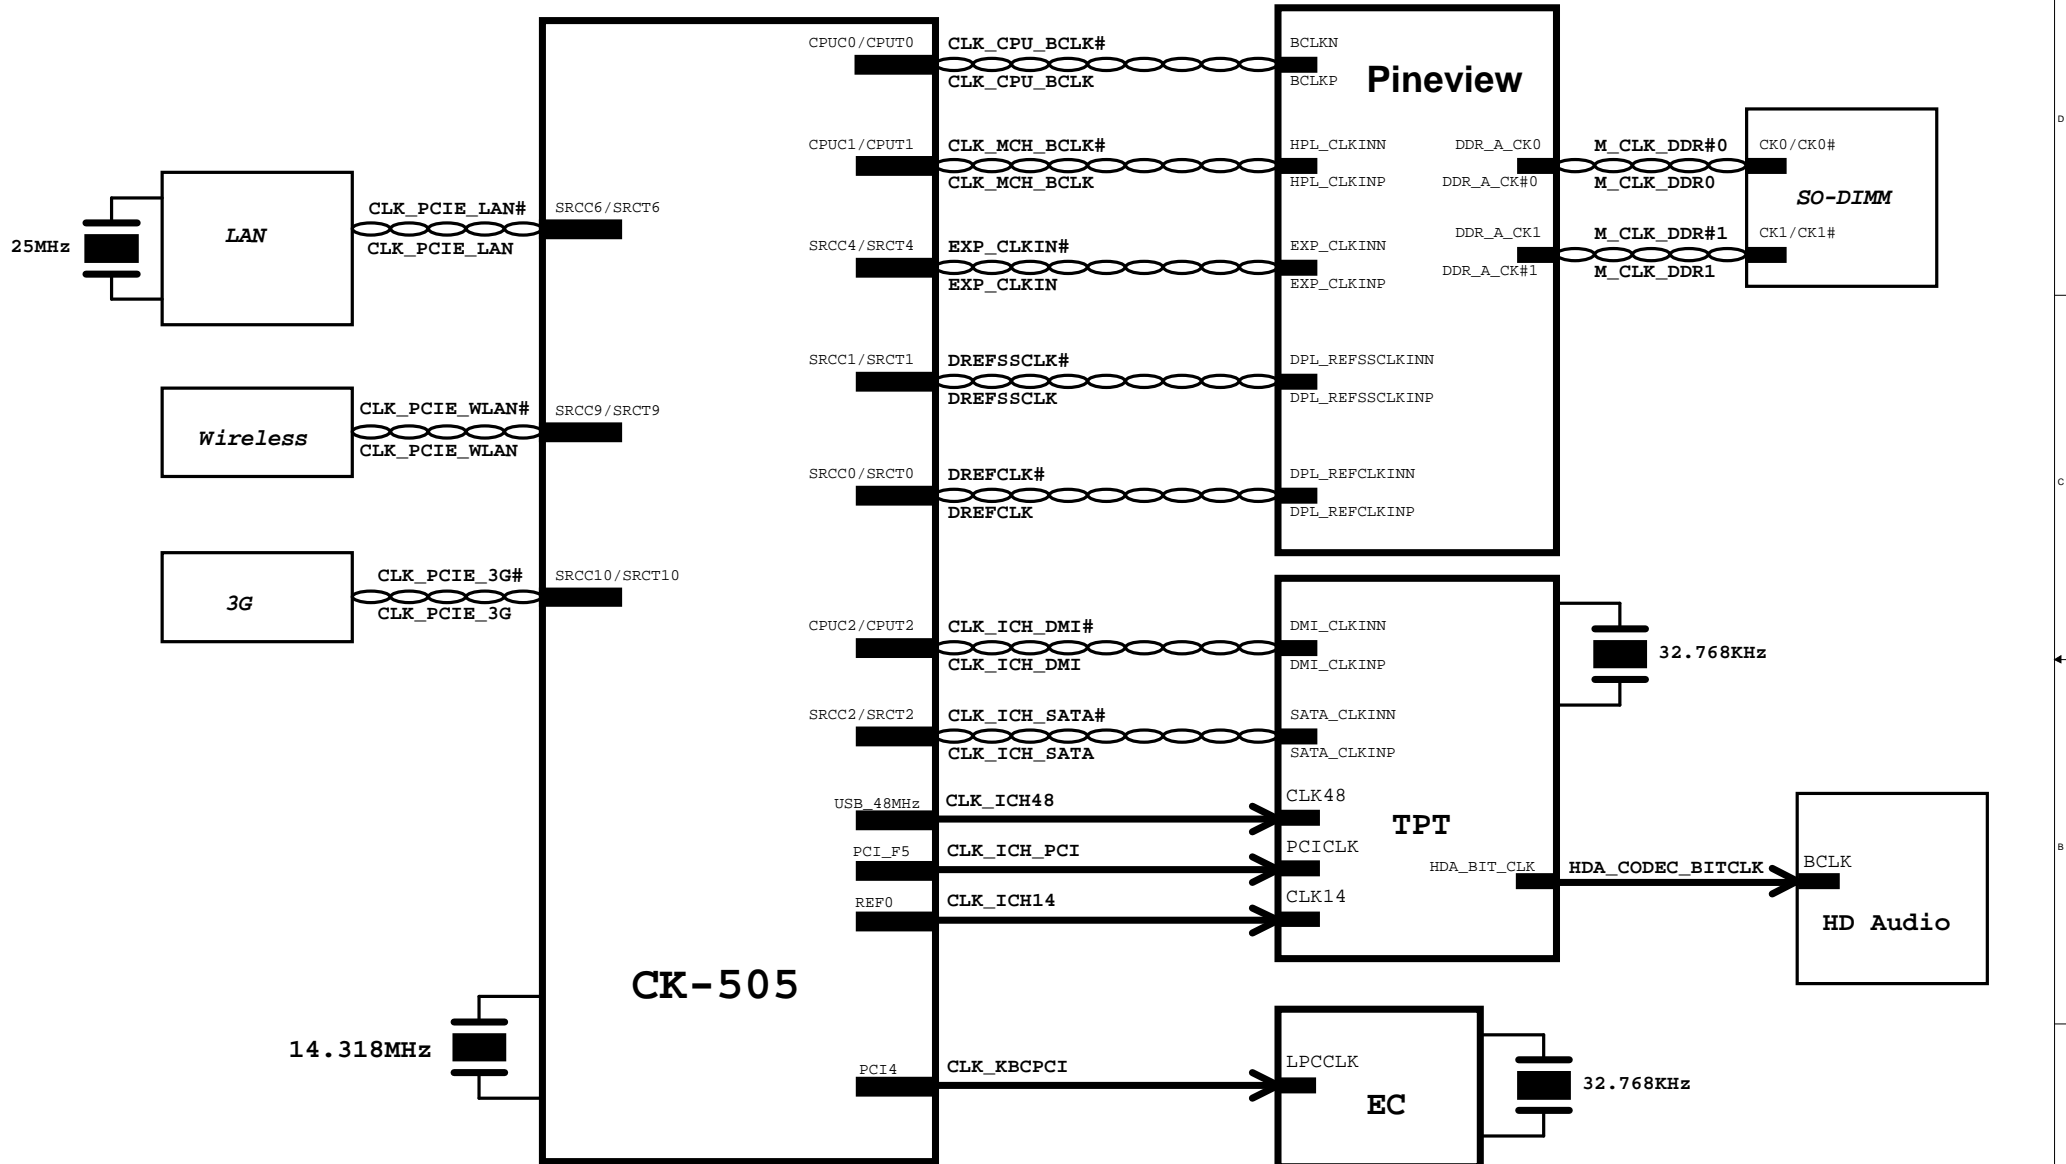 CPUC0/CPUT0
CLK_CPU_BCLK#
CLK_CPU_BCLK
BCLKN
BCLKP
Pineview
CPUC1/CPUT1
CLK_MCH_BCLK#
CLK_MCH_BCLK
HPL_CLKINN
HPL_CLKINP
DDR_A_CK0
DDR_A_CK#0
M_CLK_DDR#0
M_CLK_DDR0
CK0/CK0#
SO-DIMM
D
25MHz
LAN
CLK_PCIE_LAN#
CLK_PCIE_LAN
SRCC6/SRCT6
SRCC4/SRCT4
EXP_CLKIN#
EXP_CLKIN
EXP_CLKINN
EXP_CLKINP
DDR_A_CK1
DDR_A_CK#1
M_CLK_DDR#1
M_CLK_DDR1
CK1/CK1#
SRCC1/SRCT1
DREFSSCLK#
DREFSSCLK
DPL_REFSSCLKINN
DPL_REFSSCLKINP
Wireless
CLK_PCIE_WLAN#
CLK_PCIE_WLAN
SRCC9/SRCT9
SRCC0/SRCT0
DREFCLK#
DREFCLK
DPL_REFCLKINN
DPL_REFCLKINP
C
3G
CLK_PCIE_3G#
CLK_PCIE_3G
SRCC10/SRCT10
CPUC2/CPUT2
CLK_ICH_DMI#
CLK_ICH_DMI
DMI_CLKINN
DMI_CLKINP
32.768KHz
SRCC2/SRCT2
CLK_ICH_SATA#
CLK_ICH_SATA
SATA_CLKINN
SATA_CLKINP
USB_48MHz
CLK_ICH48
CLK48
TPT
PCI_F5
CLK_ICH_PCI
PCICLK
HDA_BIT_CLK
HDA_CODEC_BITCLK
BCLK
B
REF0
CLK_ICH14
CLK14
HD Audio
CK-505
14.318MHz
PCI4
CLK_KBCPCI
LPCCLK
EC
32.768KHz